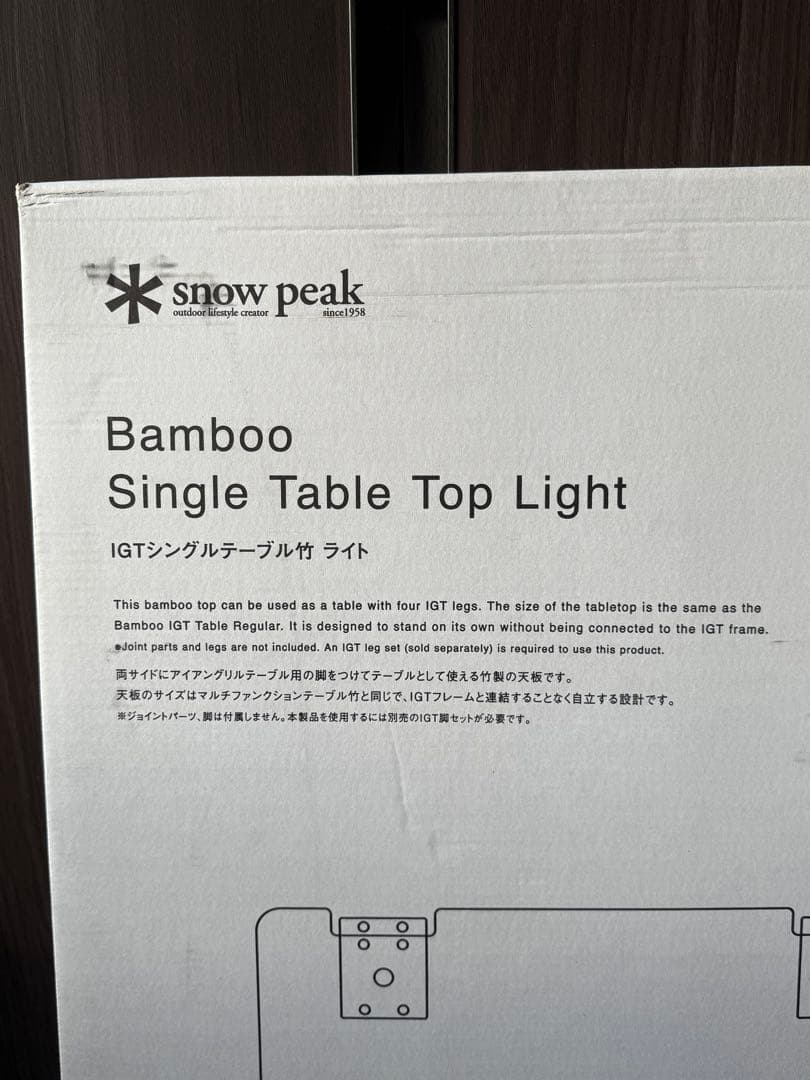 snow peak
outdoor lifestyle creator since1958
Bamboo
Single Table Top Light
IGTシングルテーブル竹 ライト
This bamboo top can be used as a table with four IGT legs. The size of the tabletop is the same as the
Bamboo IGT Table Regular. It is designed to stand on its own without being connected to the IGT frame.
●Joint parts and legs are not included. An IGT leg set (sold separately) is required to use this product.
両サイドにアイアングリルテーブル用の脚をつけてテーブルとして使える竹製の天板です。
天板のサイズはマルチファンクションテーブル竹と同じで、IGTフレームと連結することなく自立する設計です。
※ジョイントパーツ、脚は付属しません。本製品を使用するには別売のIGT脚セットが必要です。